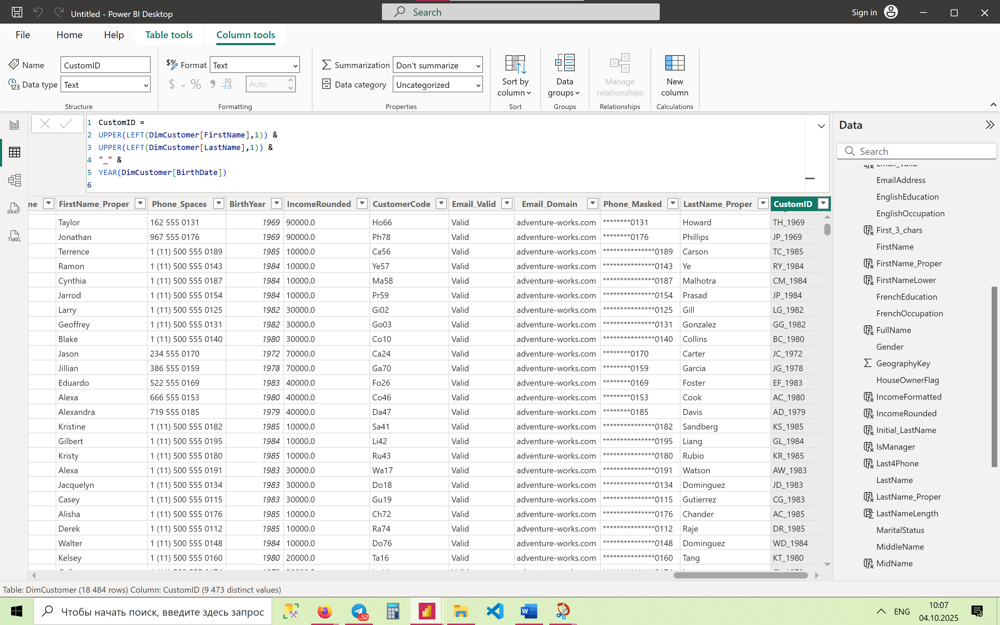 Untitled - Power BI Desktop
Search
Sign in
File Home Help Table tools Column tools
Name CustomID
Data type Text
Structure
Format Text
$ % Auto
Formatting
Summarization Don't summarize
Data category Uncategorized
Properties
Sort by column
Sort
Data groups
Groups
Manage relationships
Relationships
New column
Calculations
1 CustomID =
2 UPPER(LEFT(DimCustomer[FirstName],1)) &
3 UPPER(LEFT(DimCustomer[LastName],1)) &
4 "_" &
5 YEAR(DimCustomer[BirthDate])
6
DAX
TMDL
me FirstName_Proper Phone_Spaces BirthYear IncomeRounded CustomerCode Email_Valid Email_Domain Phone_Masked LastName_Proper CustomID
Taylor 162 555 0131 1969 90000.0 Ho66 Valid adventure-works.com ********0131 Howard TH_1969
Jonathan 967 555 0176 1969 90000.0 Ph78 Valid adventure-works.com ********0176 Phillips JP_1969
Terrence 1 (11) 500 555 0189 1985 10000.0 Ca56 Valid adventure-works.com ***************0189 Carson TC_1985
Ramon 1 (11) 500 555 0143 1984 10000.0 Ye57 Valid adventure-works.com ***************0143 Ye RY_1984
Cynthia 1 (11) 500 555 0187 1984 10000.0 Ma58 Valid adventure-works.com ***************0187 Malhotra CM_1984
Jarrod 1 (11) 500 555 0154 1984 10000.0 Pr59 Valid adventure-works.com ***************0154 Prasad JP_1984
Larry 1 (11) 500 555 0125 1982 30000.0 Gi02 Valid adventure-works.com ***************0125 Gill LG_1982
Geoffrey 1 (11) 500 555 0131 1982 30000.0 Go03 Valid adventure-works.com ***************0131 Gonzalez GG_1982
Blake 1 (11) 500 555 0140 1980 30000.0 Co10 Valid adventure-works.com ***************0140 Collins BC_1980
Jason 234 555 0170 1972 70000.0 Ca24 Valid adventure-works.com ********0170 Carter JC_1972
Jillian 386 555 0159 1978 70000.0 Ga70 Valid adventure-works.com ********0159 Garcia JG_1978
Eduardo 522 555 0169 1983 40000.0 Fo26 Valid adventure-works.com ********0169 Foster EF_1983
Alexa 666 555 0153 1980 40000.0 Co46 Valid adventure-works.com ********0153 Cook AC_1980
Alexandra 719 555 0185 1979 40000.0 Da47 Valid adventure-works.com ********0185 Davis AD_1979
Kristine 1 (11) 500 555 0182 1985 10000.0 Sa41 Valid adventure-works.com ***************0182 Sandberg KS_1985
Gilbert 1 (11) 500 555 0195 1984 10000.0 Li42 Valid adventure-works.com ***************0195 Liang GL_1984
Kristy 1 (11) 500 555 0180 1985 10000.0 Ru43 Valid adventure-works.com ***************0180 Rubio KR_1985
Alexa 1 (11) 500 555 0191 1983 30000.0 Wa17 Valid adventure-works.com ***************0191 Watson AW_1983
Jacquelyn 1 (11) 500 555 0134 1983 30000.0 Do18 Valid adventure-works.com ***************0134 Dominguez JD_1983
Casey 1 (11) 500 555 0115 1983 30000.0 Gu19 Valid adventure-works.com ***************0115 Gutierrez CG_1983
Alisha 1 (11) 500 555 0176 1985 10000.0 Ch72 Valid adventure-works.com ***************0176 Chander AC_1985
Derek 1 (11) 500 555 0112 1985 10000.0 Ra74 Valid adventure-works.com ***************0112 Raje DR_1985
Walter 1 (11) 500 555 0148 1984 10000.0 Do76 Valid adventure-works.com ***************0148 Dominguez WD_1984
Kelsey 1 (11) 500 555 0160 1980 20000.0 Ta16 Valid adventure-works.com ***************0160 Tang KT_1980
Data
Search
Email_Valid
EmailAddress
EnglishEducation
EnglishOccupation
First_3_chars
FirstName
FirstName_Proper
FirstNameLower
FrenchEducation
FrenchOccupation
FullName
Gender
GeographyKey
HouseOwnerFlag
IncomeFormatted
IncomeRounded
Initial_LastName
IsManager
Last4Phone
LastName
LastName_Proper
LastNameLength
MaritalStatus
MiddleName
MidName
Table: DimCustomer (18 484 rows) Column: CustomID (9 473 distinct values)
Чтобы начать поиск, введите здесь запрос
..52
ENG
10:07
04.10.2025